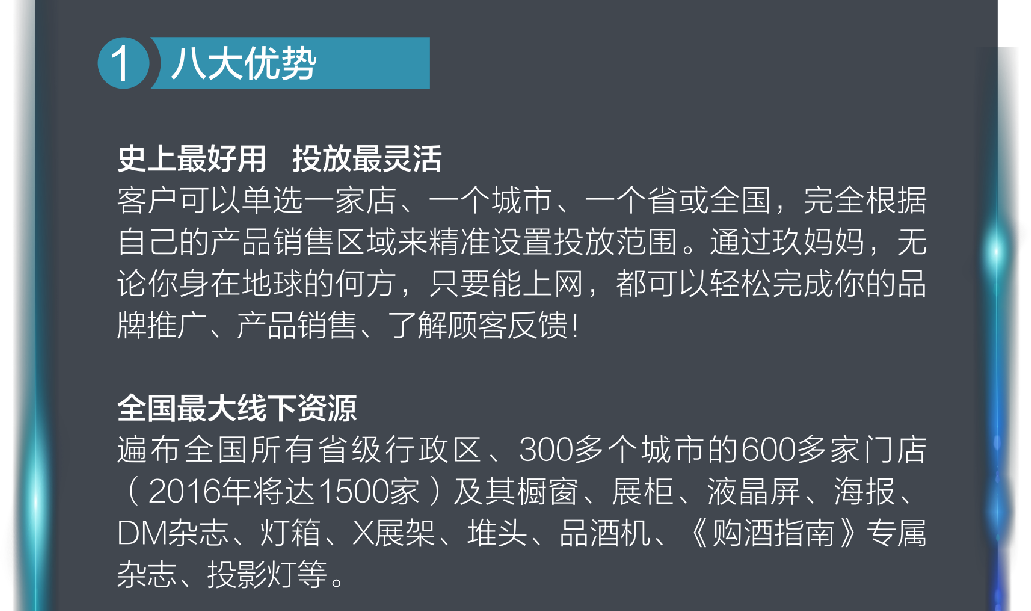 1 八大优势
史上最好用 投放最灵活
客户可以单选一家店、一个城市、一个省或全国，完全根据
自己的产品销售区域来精准设置投放范围。通过玖妈妈，无
论你身在地球的何方，只要能上网，都可以轻松完成你的品
牌推广、产品销售、了解顾客反馈!
全国最大线下资源
遍布全国所有省级行政区、300多个城市的600多家门店
（2016年将达1500家）及其橱窗、展柜、液晶屏、海报、
DM杂志、灯箱、X展架、堆头、品酒机、《购酒指南》专属
杂志、投影灯等。